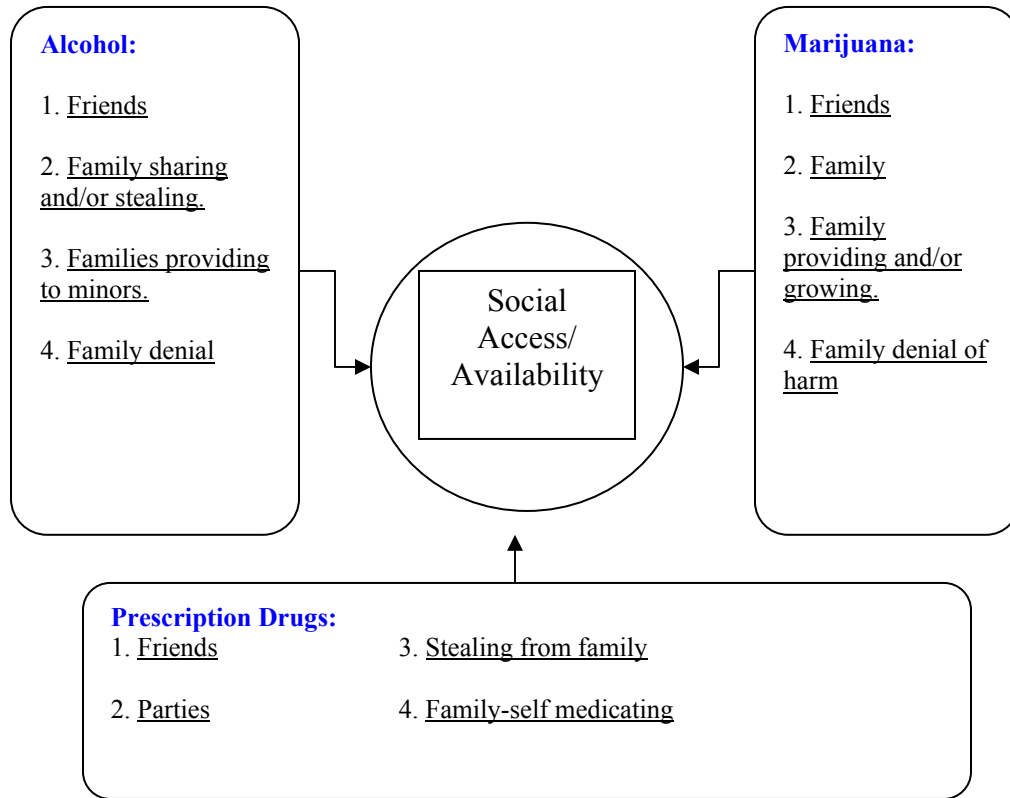 Alcohol:
1. Friends
2. Family sharing
and/or stealing.
3. Families providing
to minors.
4. Family denial
Social
Access/
Availability
Marijuana:
1. Friends
2. Family
3. Family
providing and/or
growing.
4. Family denial of
harm
Prescription Drugs:
1. Friends
3. Stealing from family
2. Parties
4. Family-self medicating